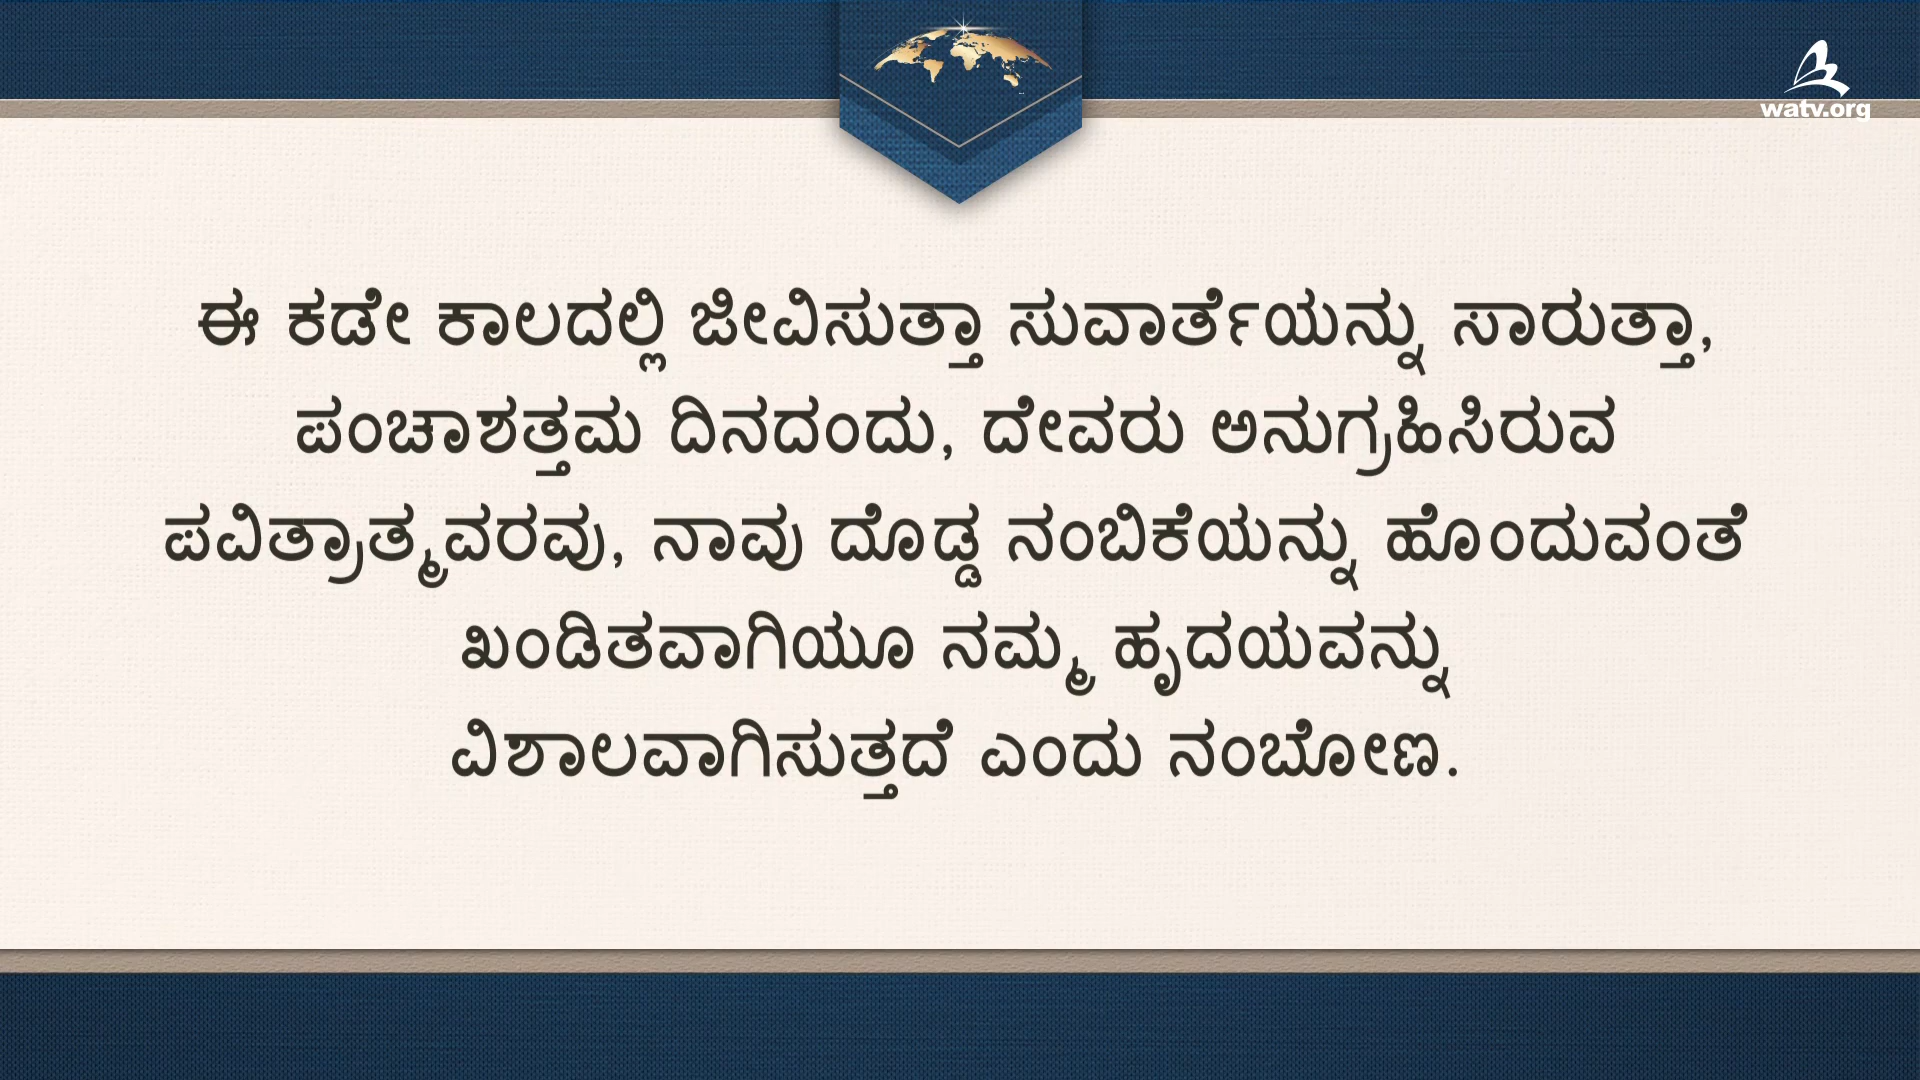 watv.org
ಈ ಕಡೇ ಕಾಲದಲ್ಲಿ ಜೀವಿಸುತ್ತಾ ಸುವಾರ್ತೆಯನ್ನು ಸಾರುತ್ತಾ,
ಪಂಚಾಶತ್ತಮ ದಿನದಂದು, ದೇವರು ಅನುಗ್ರಹಿಸಿರುವ
ಪವಿತ್ರಾತ್ಮವರವು, ನಾವು ದೊಡ್ಡ ನಂಬಿಕೆಯನ್ನು ಹೊಂದುವಂತೆ
ಖಂಡಿತವಾಗಿಯೂ ನಮ್ಮ ಹೃದಯವನ್ನು
ವಿಶಾಲವಾಗಿಸುತ್ತದೆ ಎಂದು ನಂಬೋಣ.